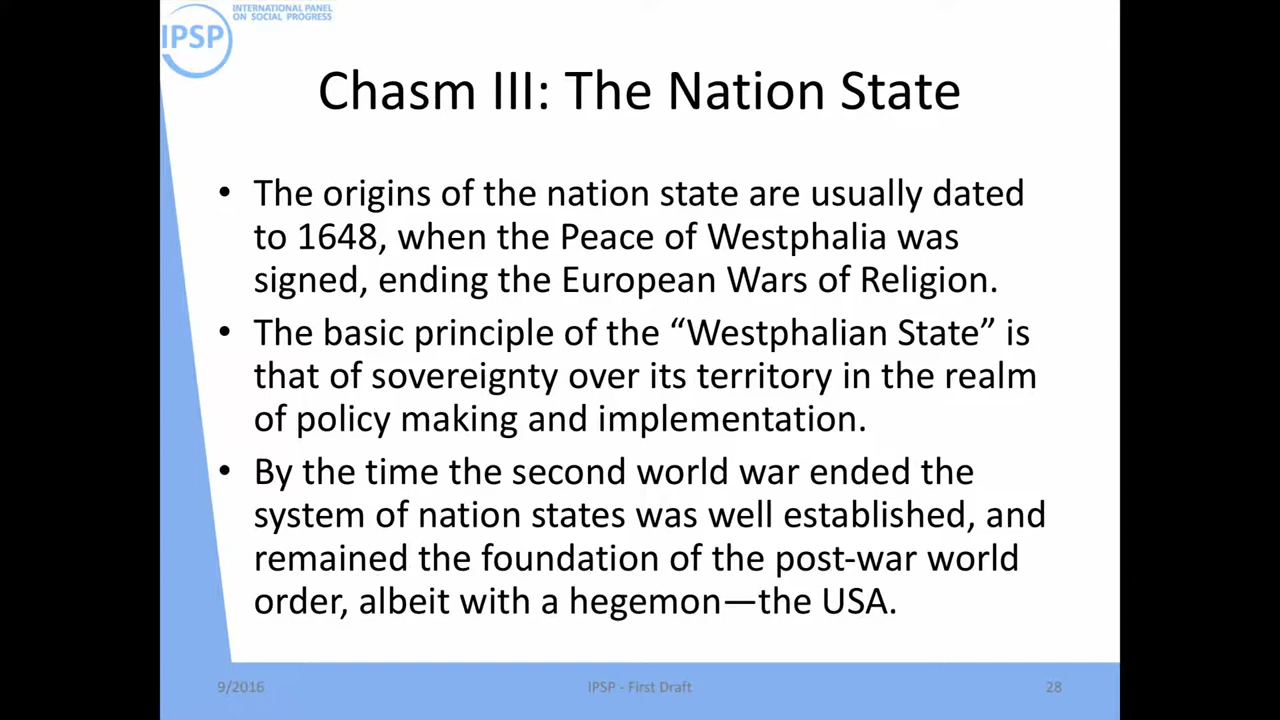 INTERNATIONAL PANEL
ON SOCIAL PROGRESS
IPSP
Chasm III: The Nation State
• The origins of the nation state are usually dated
to 1648, when the Peace of Westphalia was
signed, ending the European Wars of Religion.
• The basic principle of the “Westphalian State” is
that of sovereignty over its territory in the realm
of policy making and implementation.
• By the time the second world war ended the
system of nation states was well established, and
remained the foundation of the post-war world
order, albeit with a hegemon—the USA.
9/2016 IPSP - First Draft 28